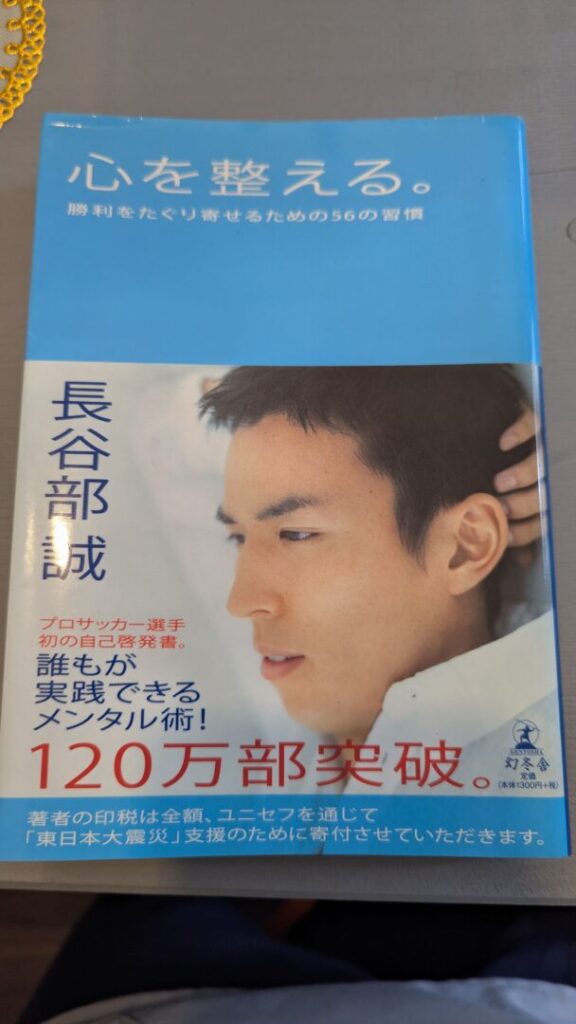 心を整える。
勝利をたぐり寄せるための56の習慣
長谷部誠
プロサッカー選手
初の自己啓発書。
誰もが
実践できる
メンタル術!
120万部突破。
GENTOSHA
幻冬舎
定価
(本体1300円+税)
著者の印税は全額、ユニセフを通じて
「東日本大震災」支援のために寄付させていただきます。